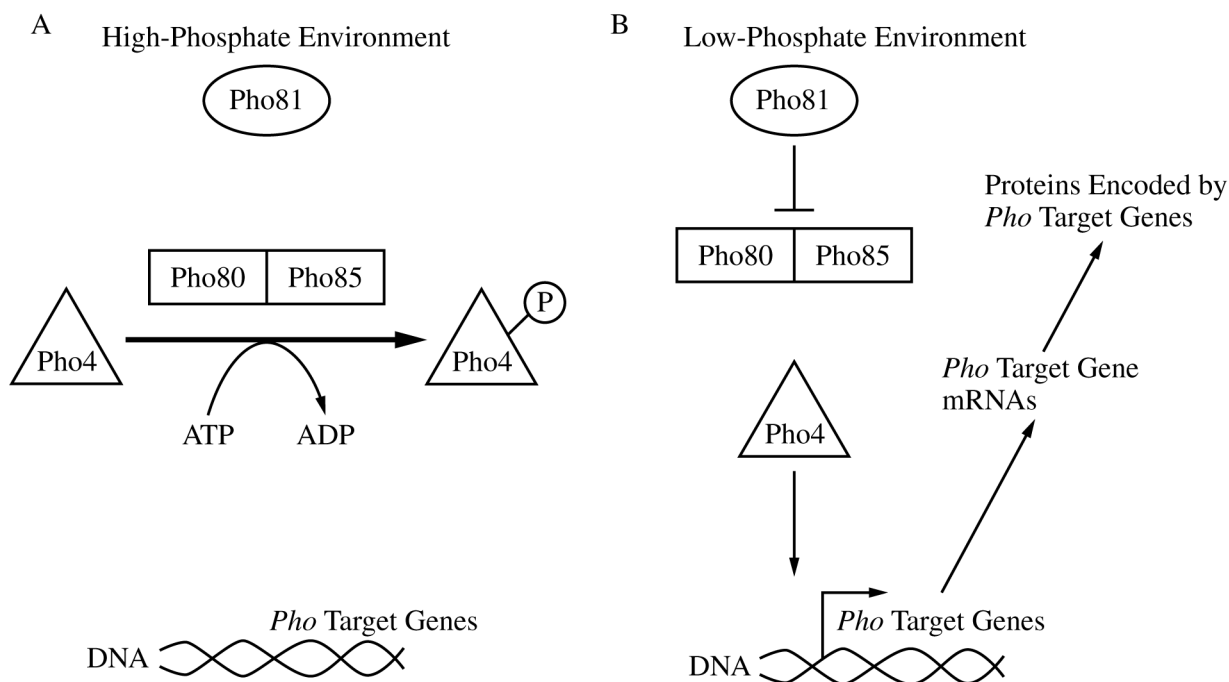 A
High-Phosphate Environment
Pho81
Pho80
Pho85
Pho4
Pho4
P
ATP
ADP
Pho Target Genes
DNA
B
Low-Phosphate Environment
Pho81
Pho80
Pho85
Proteins Encoded by
Pho Target Genes
Pho Target Gene
mRNAs
Pho4
Pho Target Genes
DNA